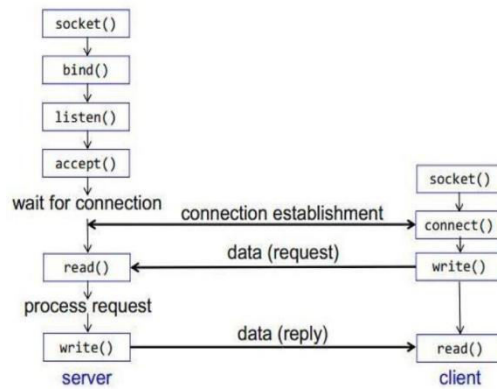 socket()
bind()
listen()
accept()
wait for connection
socket()
connection establishment
connect()
data (request)
read()
write()
process request
data (reply)
write()
read()
server
client